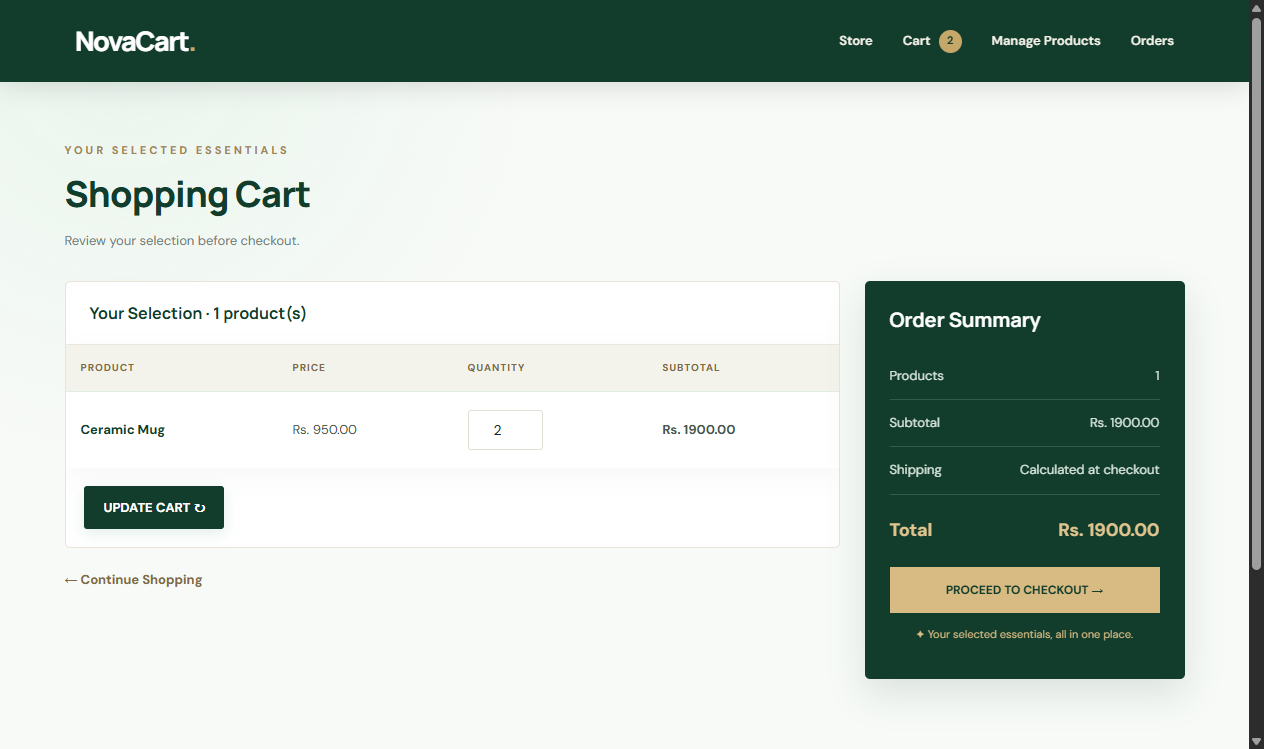 NovaCart.
Store Cart 2 Manage Products Orders
YOUR SELECTED ESSENTIALS
Shopping Cart
Review your selection before checkout.
Your Selection · 1 product(s)
PRODUCT PRICE QUANTITY SUBTOTAL
Ceramic Mug Rs. 950.00 2 Rs. 1900.00
UPDATE CART ↻
← Continue Shopping
Order Summary
Products 1
Subtotal Rs. 1900.00
Shipping Calculated at checkout
Total Rs. 1900.00
PROCEED TO CHECKOUT →
✦ Your selected essentials, all in one place.